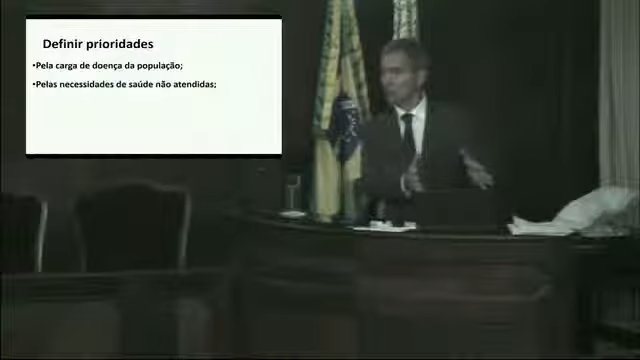 Definir prioridades
•Pela carga de doença da população;
•Pelas necessidades de saúde não atendidas;